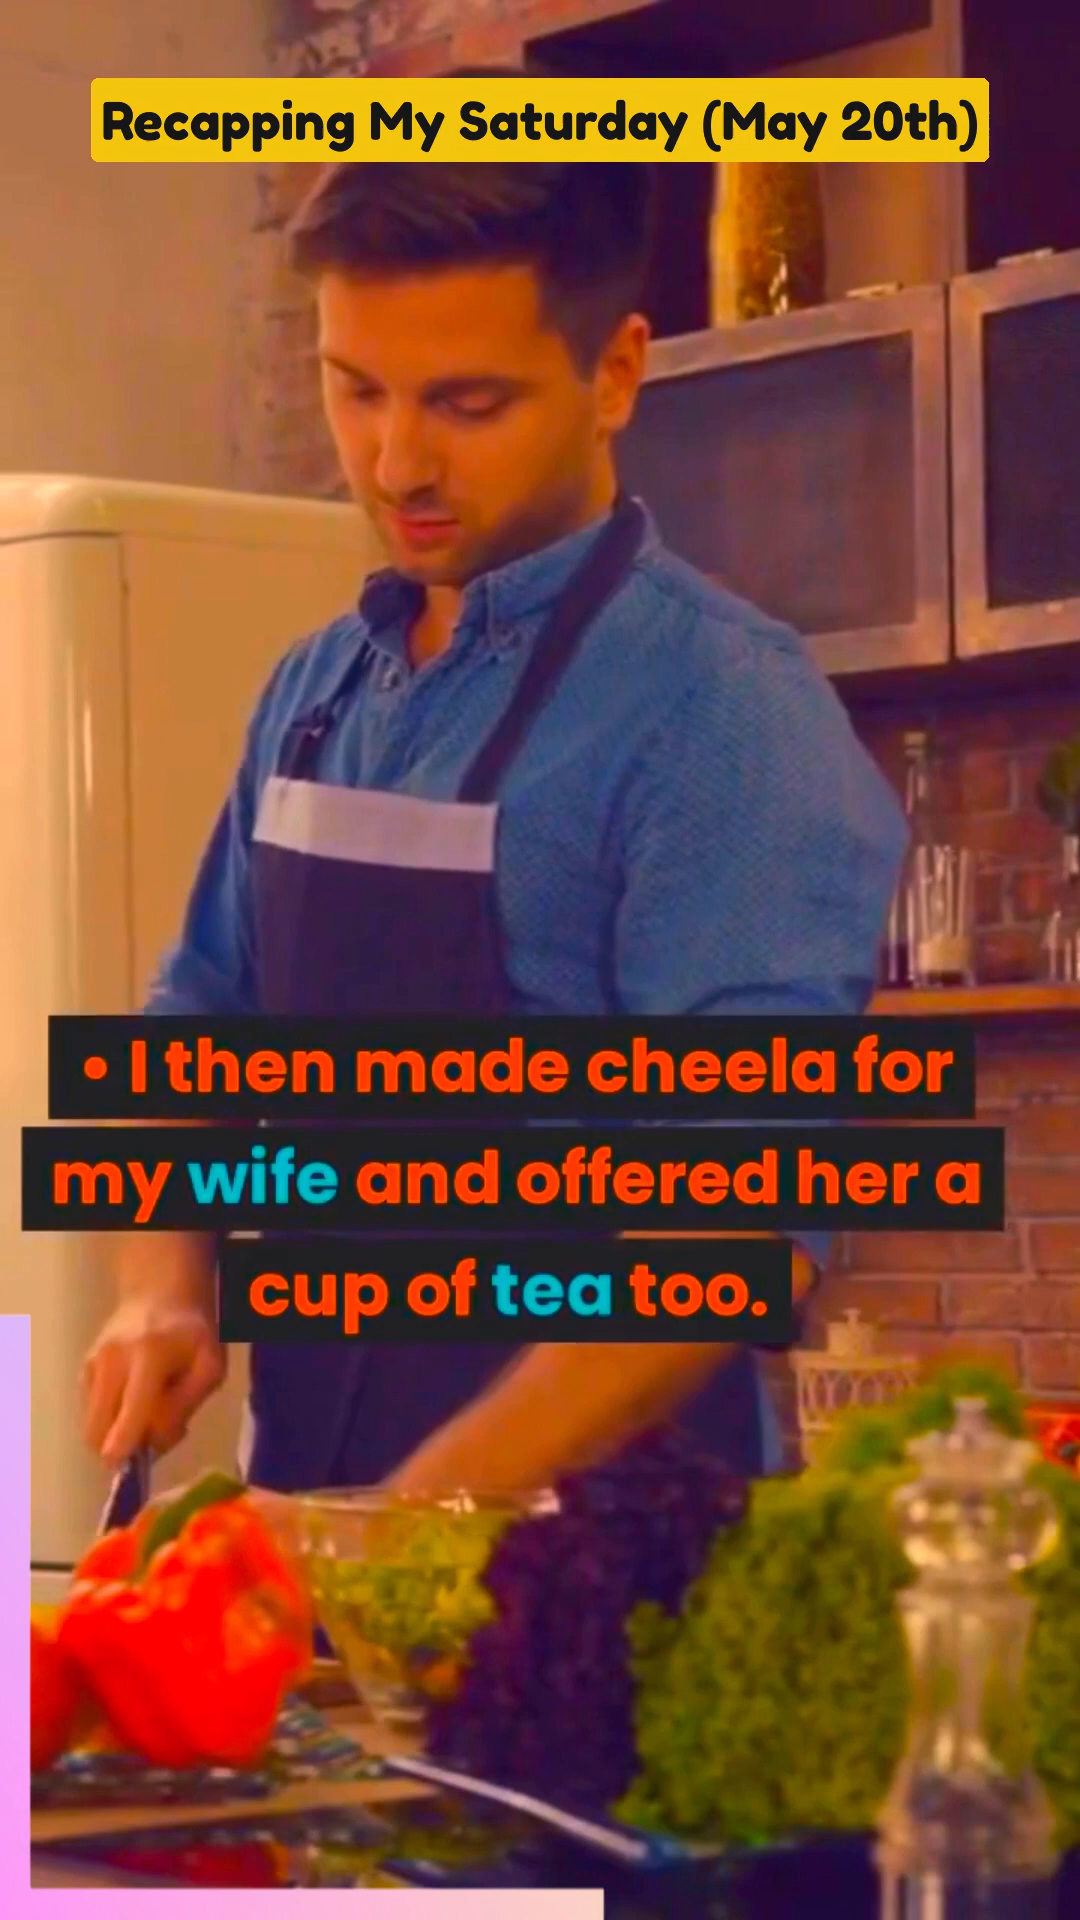 Recapping My Saturday (May 20th)
• I then made cheela for
my wife and offered her a
cup of tea too.